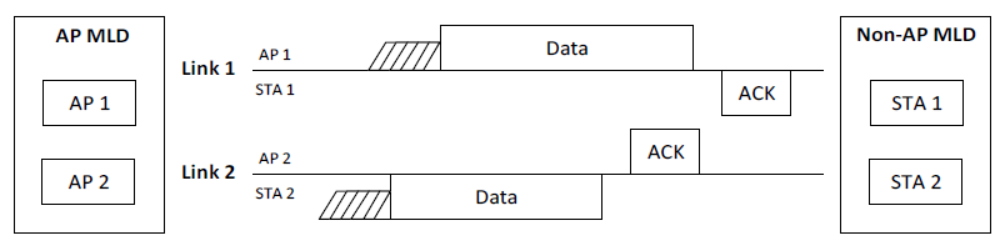 AP MLD
AP 1
AP 2
Link 1
AP 1
STA 1
Data
ACK
Link 2
AP 2
STA 2
Data
ACK
Non-AP MLD
STA 1
STA 2